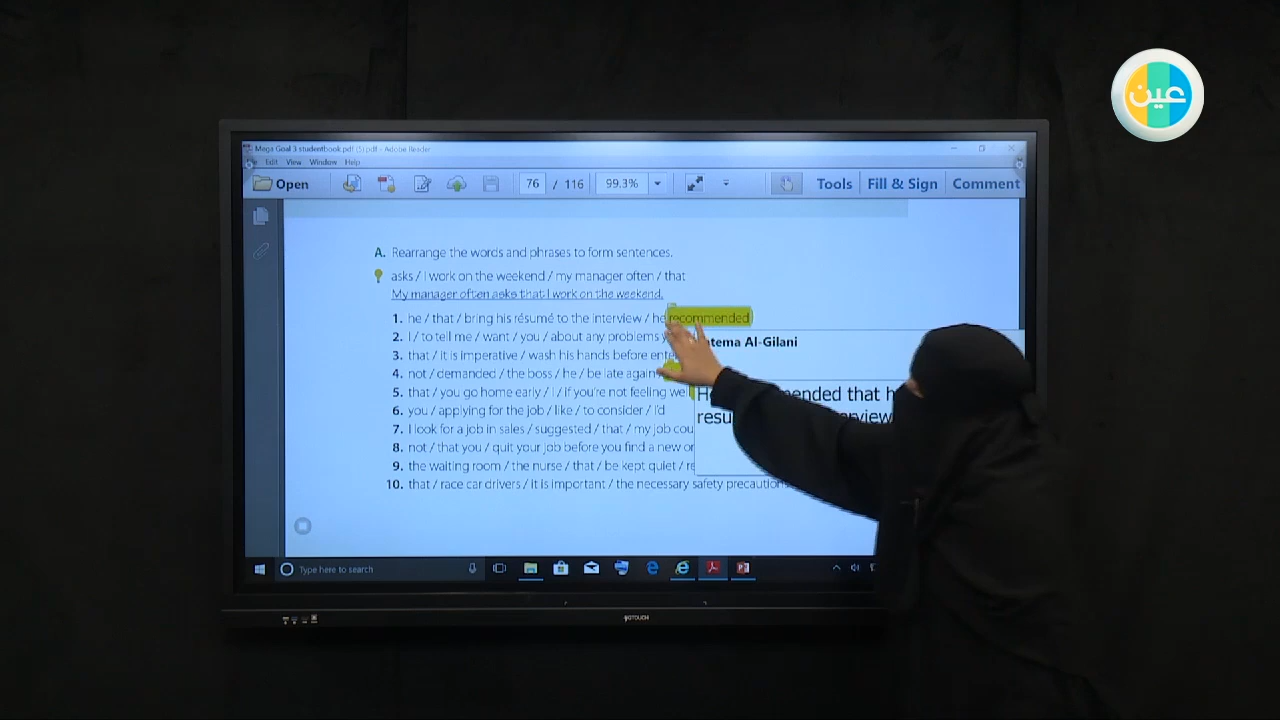 عين
Mega Goal 3 studentbook.pdf (5).pdf - Adobe Reader
Edit View Window Help
Open 76 / 116 99.3% Tools Fill & Sign Comment
A. Rearrange the words and phrases to form sentences.
asks / I work on the weekend / my manager often / that
My manager often asks that I work on the weekend.
1. he / that / bring his résumé to the interview / he recommended
2. I / to tell me / want / you / about any problems
3. that / it is imperative / wash his hands before
4. not / demanded / the boss / he / be late again
5. that / you go home early / I / if you're not feeling well
6. you / applying for the job / like / to consider / I'd
7. I look for a job in sales / suggested / that / my job
8. not / that you / quit your job before you find a new
9. the waiting room / the nurse / that / be kept quiet /
10. that / race car drivers / it is important / the necessary safety precautions
Al-Gilani
that
Type here to search